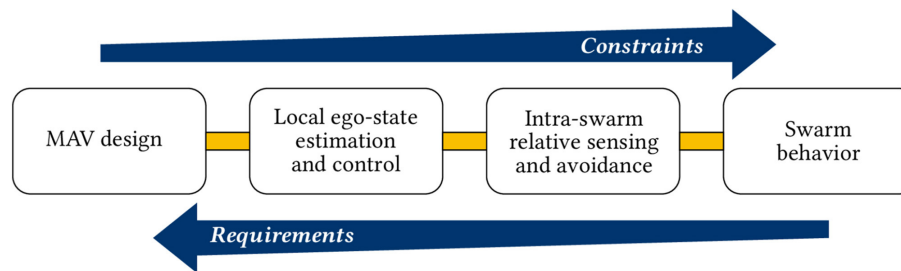 Constraints
MAV design
Local ego-state
estimation
and control
Intra-swarm
relative sensing
and avoidance
Swarm
behavior
Requirements